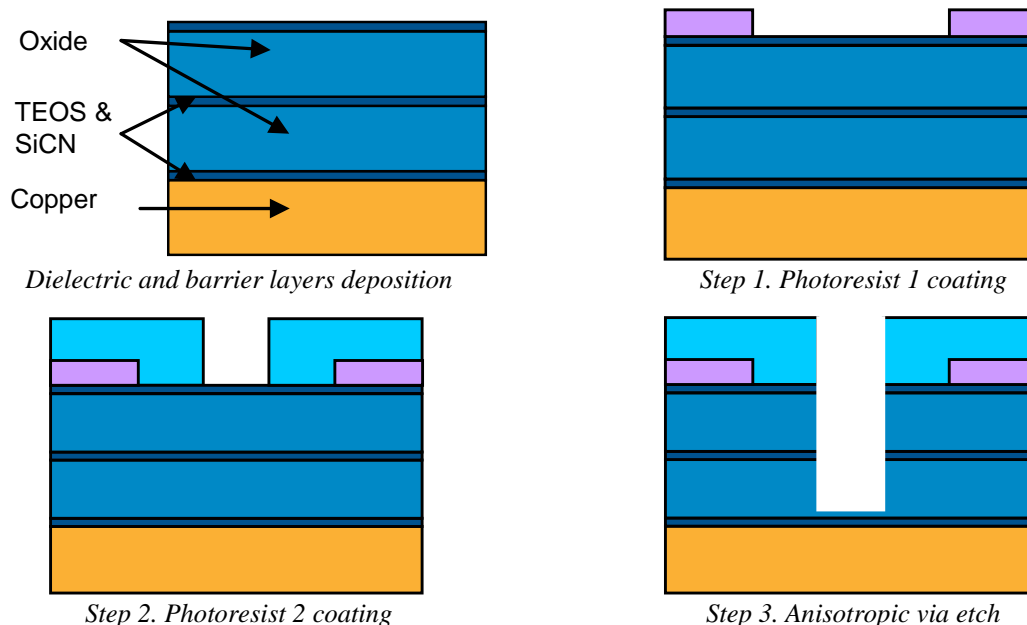 Oxide
TEOS &
SiCN
Copper
Dielectric and barrier layers deposition
Step 1. Photoresist 1 coating
Step 2. Photoresist 2 coating
Step 3. Anisotropic via etch